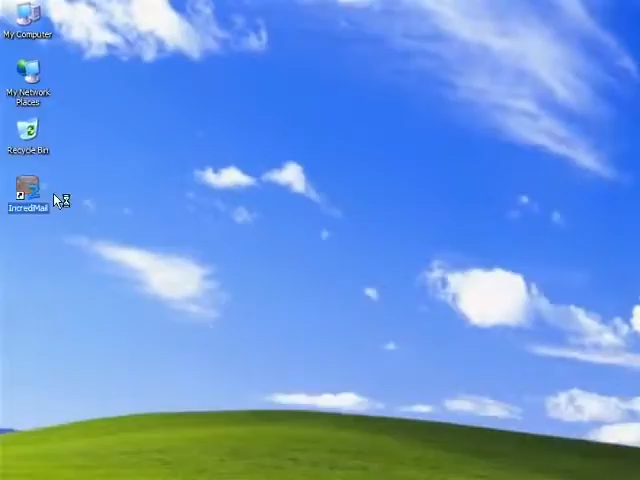 My Computer
My Network
Places
Recycle Bin
IncrediMail